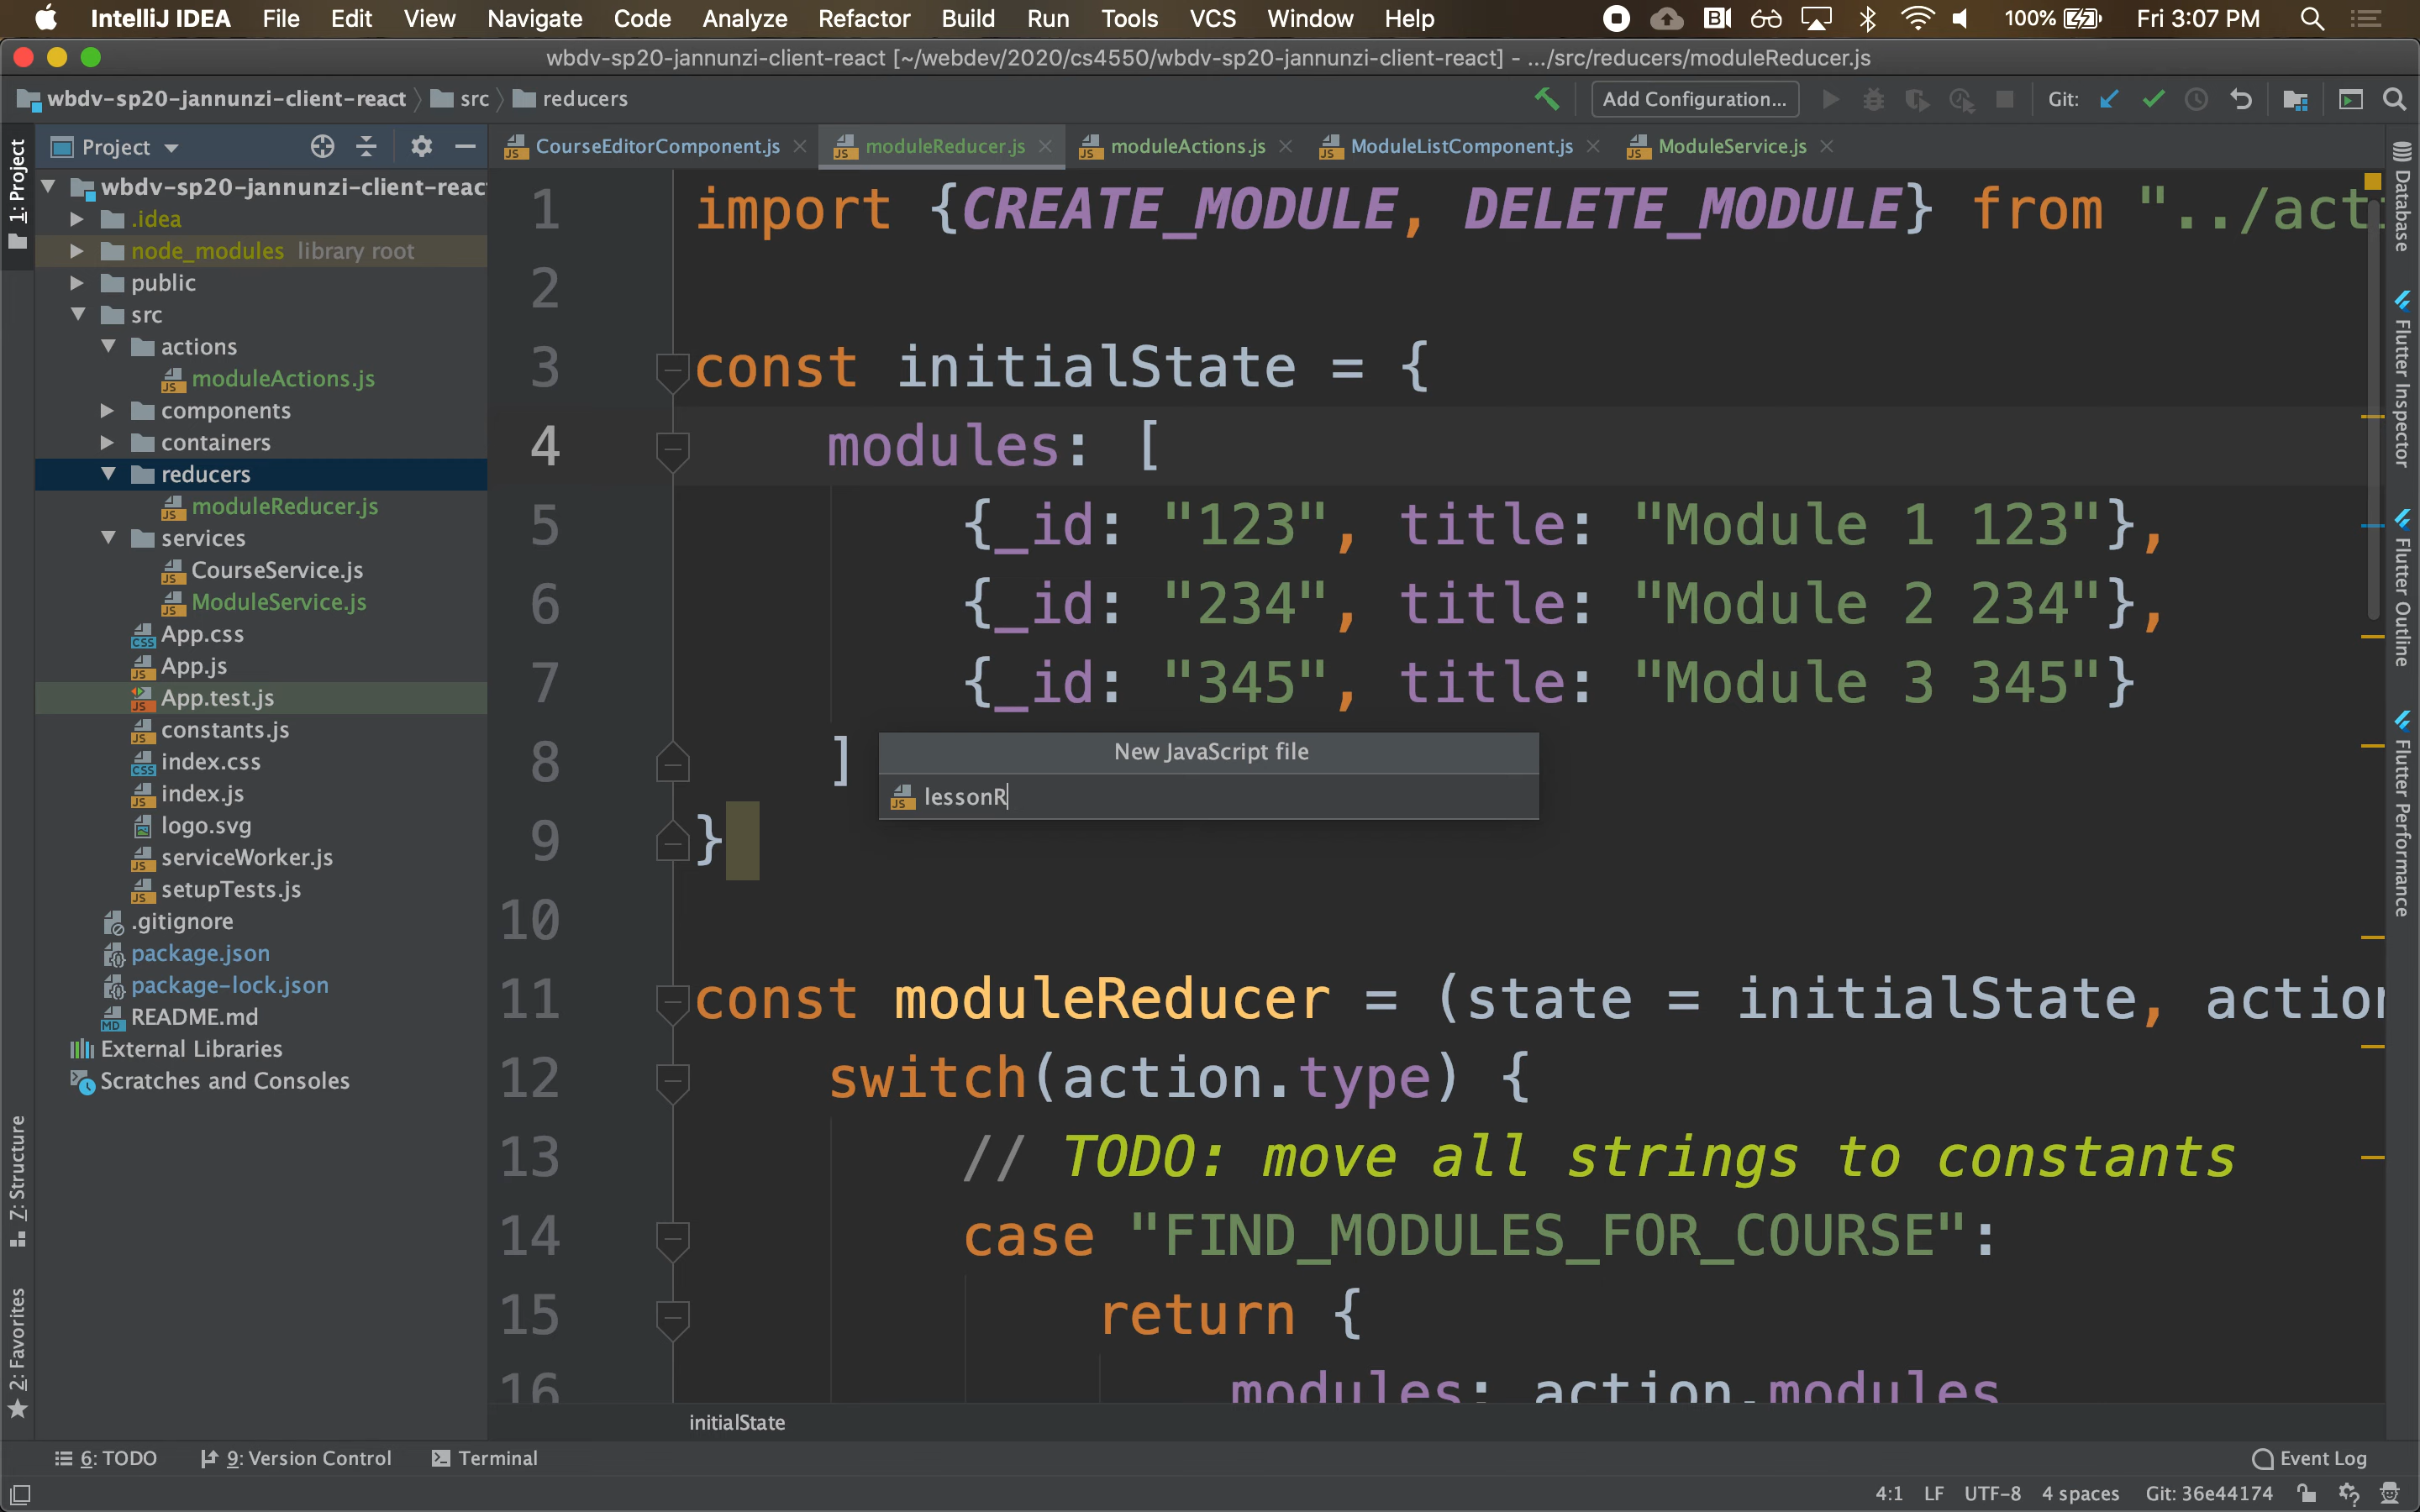 IntelliJ IDEA File Edit View Navigate Code Analyze Refactor Build Run Tools VCS Window Help 100% Fri 3:07 PM
wbdv-sp20-jannunzi-client-react [~/webdev/2020/cs4550/wbdv-sp20-jannunzi-client-react] - .../src/reducers/moduleReducer.js
wbdv-sp20-jannunzi-client-react src reducers Add Configuration... Git:
Project
CourseEditorComponent.js moduleReducer.js moduleActions.js ModuleListComponent.js ModuleService.js
wbdv-sp20-jannunzi-client-reac
.idea
node_modules library root
public
src
actions
moduleActions.js
components
containers
reducers
moduleReducer.js
services
CourseService.js
ModuleService.js
App.css
App.js
App.test.js
constants.js
index.css
index.js
logo.svg
serviceWorker.js
setupTests.js
.gitignore
package.json
package-lock.json
README.md
External Libraries
Scratches and Consoles
1: Project
7: Structure
2: Favorites
1 import {CREATE_MODULE, DELETE_MODULE} from "../act
2
3 const initialState = {
4 modules: [
5 {_id: "123", title: "Module 1 123"},
6 {_id: "234", title: "Module 2 234"},
7 {_id: "345", title: "Module 3 345"}
8 ]
9 }
10
11 const moduleReducer = (state = initialState, action
12 switch(action.type) {
13 // TODO: move all strings to constants
14 case "FIND_MODULES_FOR_COURSE":
15 return {
16 modules: action.modules
New JavaScript file
lessonR
initialState
Database
Flutter Inspector
Flutter Outline
Flutter Performance
6: TODO 9: Version Control Terminal Event Log
4:1 LF UTF-8 4 spaces Git: 36e44174